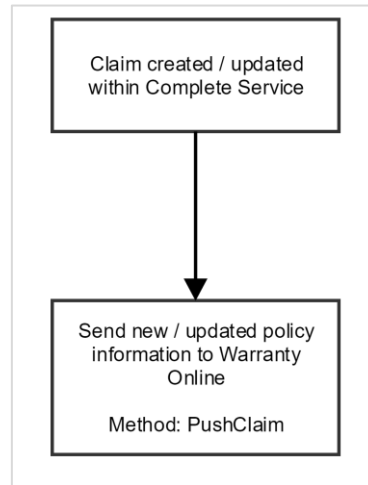 Claim created / updated
within Complete Service
Send new / updated policy
information to Warranty
Online
Method: PushClaim